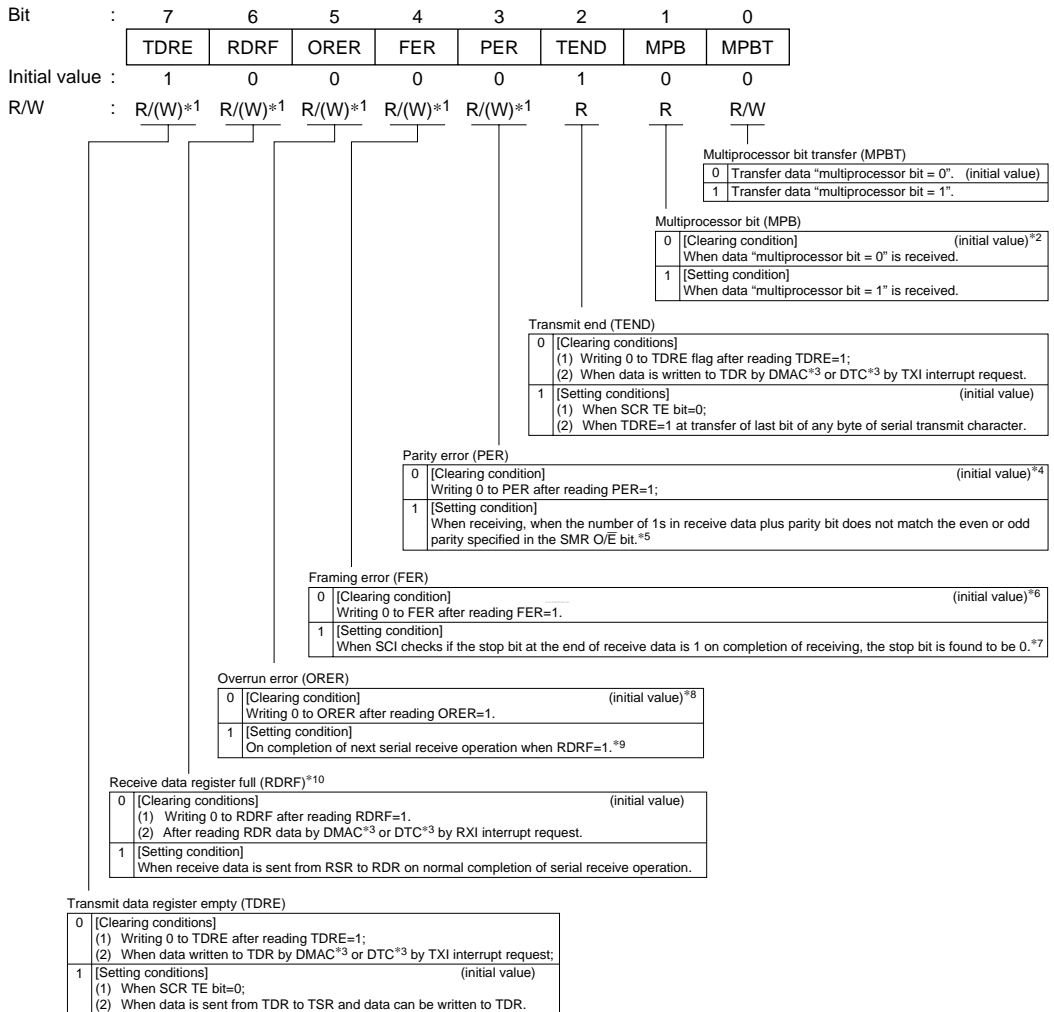 Bit : 7 6 5 4 3 2 1 0
TDRE RDRF ORER FER PER TEND MPB MPBT
Initial value : 1 0 0 0 0 1 0 0
R/W : R/(W)*1 R/(W)*1 R/(W)*1 R/(W)*1 R/(W)*1 R R R/W
Multiprocessor bit transfer (MPBT)
0 Transfer data “multiprocessor bit = 0”. (initial value)
1 Transfer data “multiprocessor bit = 1”.
Multiprocessor bit (MPB)
0 [Clearing condition] (initial value)*2
When data “multiprocessor bit = 0” is received.
1 [Setting condition]
When data “multiprocessor bit = 1” is received.
Transmit end (TEND)
0 [Clearing conditions]
(1) Writing 0 to TDRE flag after reading TDRE=1;
(2) When data is written to TDR by DMAC*3 or DTC*3 by TXI interrupt request.
1 [Setting conditions] (initial value)
(1) When SCR TE bit=0;
(2) When TDRE=1 at transfer of last bit of any byte of serial transmit character.
Parity error (PER)
0 [Clearing condition] (initial value)*4
Writing 0 to PER after reading PER=1;
1 [Setting condition]
When receiving, when the number of 1s in receive data plus parity bit does not match the even or odd
parity specified in the SMR O/E̅ bit.*5
Framing error (FER)
0 [Clearing condition] (initial value)*6
Writing 0 to FER after reading FER=1.
1 [Setting condition]
When SCI checks if the stop bit at the end of receive data is 1 on completion of receiving, the stop bit is found to be 0.*7
Overrun error (ORER)
0 [Clearing condition] (initial value)*8
Writing 0 to ORER after reading ORER=1.
1 [Setting condition]
On completion of next serial receive operation when RDRF=1.*9
Receive data register full (RDRF)*10
0 [Clearing conditions] (initial value)
(1) Writing 0 to RDRF after reading RDRF=1.
(2) After reading RDR data by DMAC*3 or DTC*3 by RXI interrupt request.
1 [Setting condition]
When receive data is sent from RSR to RDR on normal completion of serial receive operation.
Transmit data register empty (TDRE)
0 [Clearing conditions]
(1) Writing 0 to TDRE after reading TDRE=1;
(2) When data written to TDR by DMAC*3 or DTC*3 by TXI interrupt request;
1 [Setting conditions] (initial value)
(1) When SCR TE bit=0;
(2) When data is sent from TDR to TSR and data can be written to TDR.